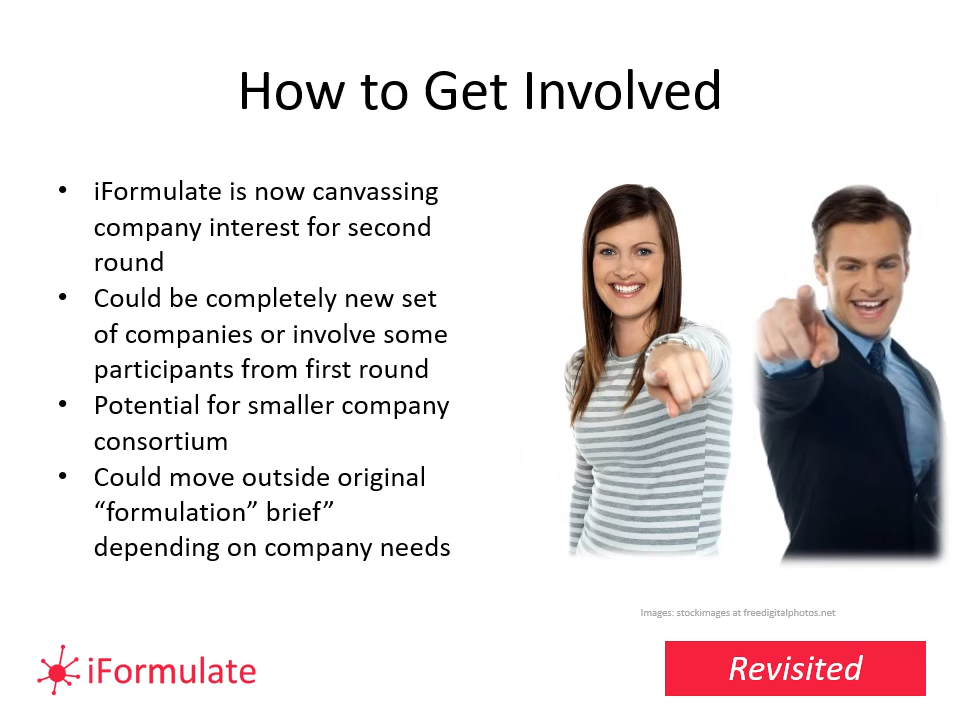 How to Get Involved
• iFormulate is now canvassing
company interest for second
round
• Could be completely new set
of companies or involve some
participants from first round
• Potential for smaller company
consortium
• Could move outside original
“formulation” brief”
depending on company needs
Images: stockimages at freedigitalphotos.net
iFormulate
Revisited